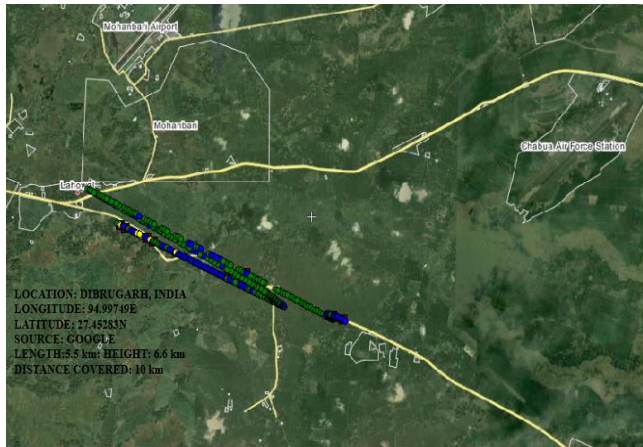 Mohanbari Airport
Mohanbari
Chabua Air Force Station
Lahowal
LOCATION: DIBRUGARH, INDIA
LONGITUDE: 94.99749E
LATITUDE: 27.45283N
SOURCE: GOOGLE
LENGTH:5.5 km: HEIGHT: 6.6 km
DISTANCE COVERED: 10 km